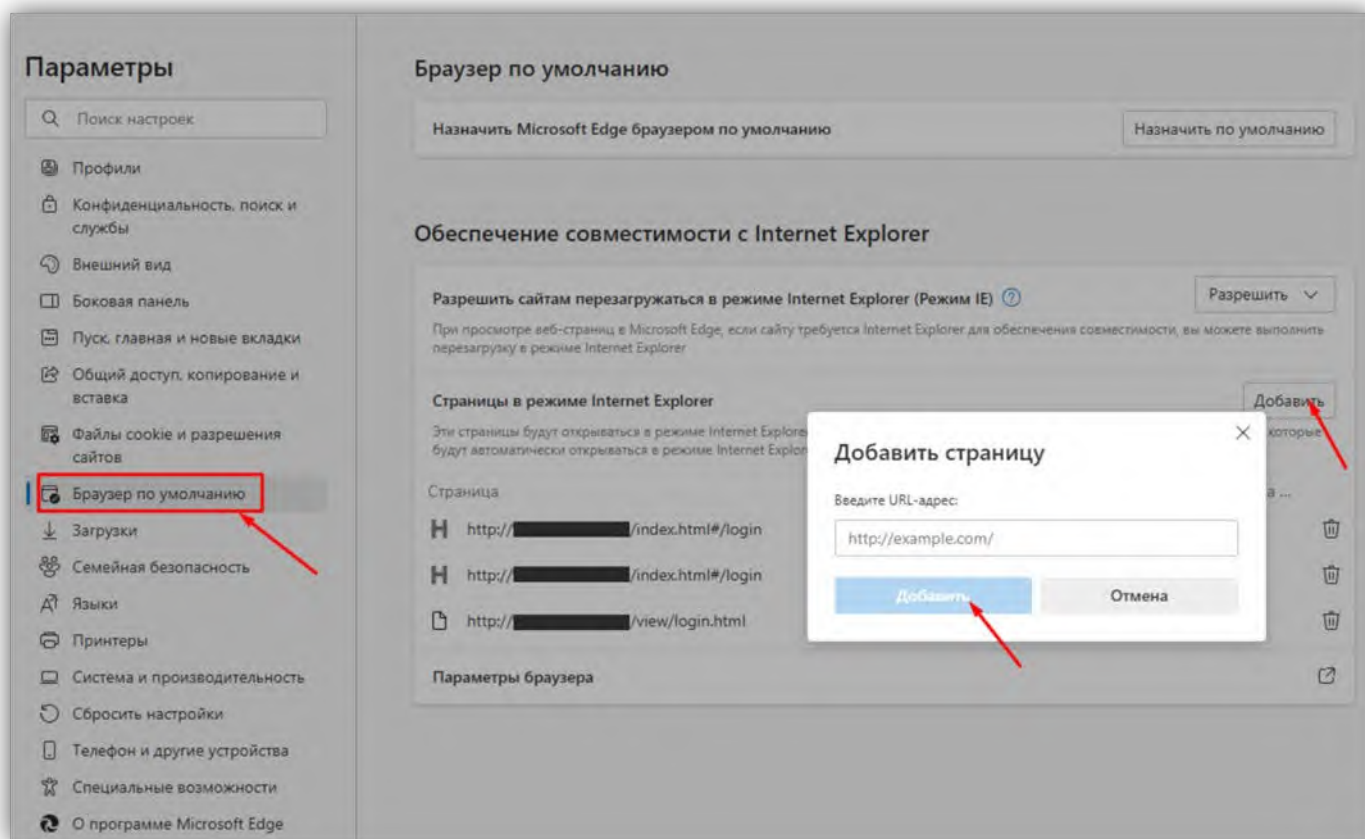 Параметры
Поиск настроек
Профили
Конфиденциальность, поиск и
службы
Внешний вид
Боковая панель
Пуск, главная и новые вкладки
Общий доступ, копирование и
вставка
Файлы cookie и разрешения
сайтов
Браузер по умолчанию
Загрузки
Семейная безопасность
Языки
Принтеры
Система и производительность
Сбросить настройки
Телефон и другие устройства
Специальные возможности
О программе Microsoft Edge
Браузер по умолчанию
Назначить Microsoft Edge браузером по умолчанию
Назначить по умолчанию
Обеспечение совместимости с Internet Explorer
Разрешить сайтам перезагружаться в режиме Internet Explorer (Режим IE)
Разрешить
При просмотре веб-страниц в Microsoft Edge, если сайту требуется Internet Explorer для обеспечения совместимости, вы можете выполнить
перезагрузку в режиме Internet Explorer
Страницы в режиме Internet Explorer
Добавить
Эти страницы будут открываться в режиме Internet Explore которые
будут автоматически открываться в режиме Internet Explor
Страница
а ...
http:// /index.html#/login
http:// /index.html#/login
http:// /view/login.html
Параметры браузера
Добавить страницу
Введите URL-адрес:
http://example.com/
Добавить
Отмена